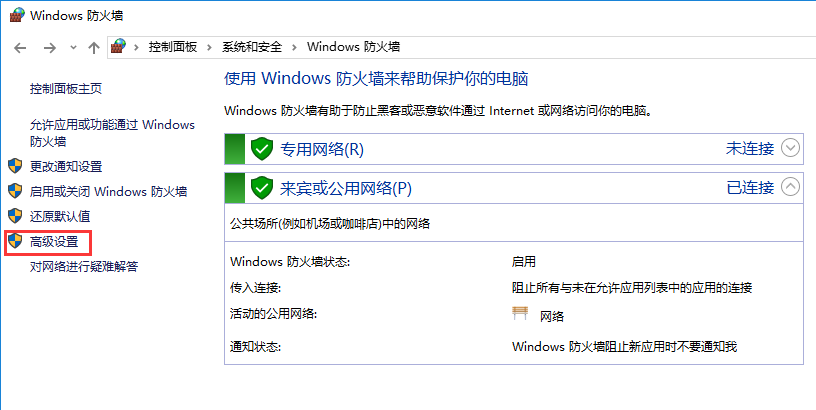 Windows 防火墙
控制面板 › 系统和安全 › Windows 防火墙
控制面板主页
允许应用或功能通过 Windows
防火墙
更改通知设置
启用或关闭 Windows 防火墙
还原默认值
高级设置
对网络进行疑难解答
使用 Windows 防火墙来帮助保护你的电脑
Windows 防火墙有助于防止黑客或恶意软件通过 Internet 或网络访问你的电脑。
专用网络(R) 未连接
来宾或公用网络(P) 已连接
公共场所(例如机场或咖啡店)中的网络
Windows 防火墙状态: 启用
传入连接: 阻止所有与未在允许应用列表中的应用的连接
活动的公用网络: 网络
通知状态: Windows 防火墙阻止新应用时不要通知我